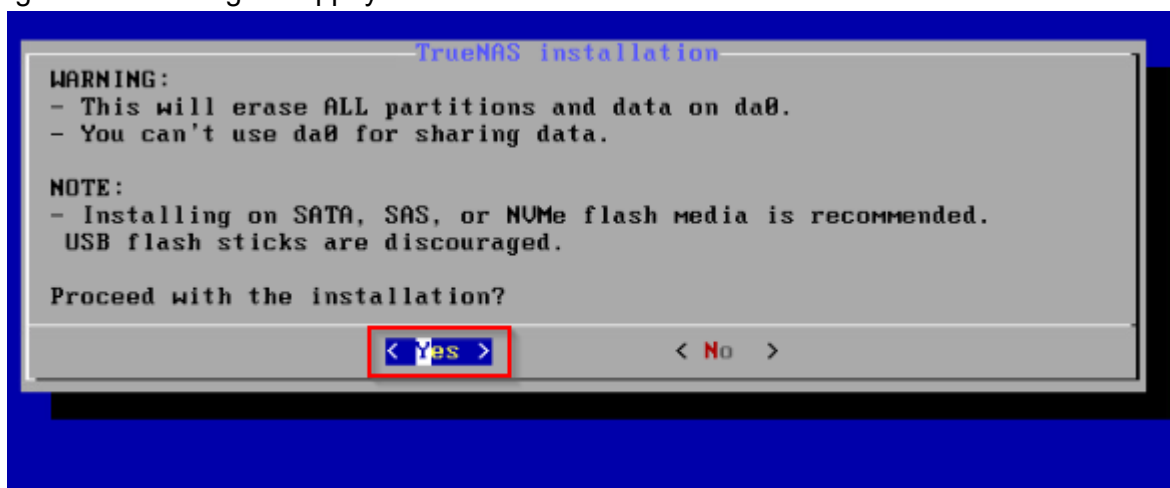 TrueNAS installation
WARNING:
- This will erase ALL partitions and data on da0.
- You can't use da0 for sharing data.
NOTE:
- Installing on SATA, SAS, or NVMe flash media is recommended.
USB flash sticks are discouraged.
Proceed with the installation?
< Yes > < No >